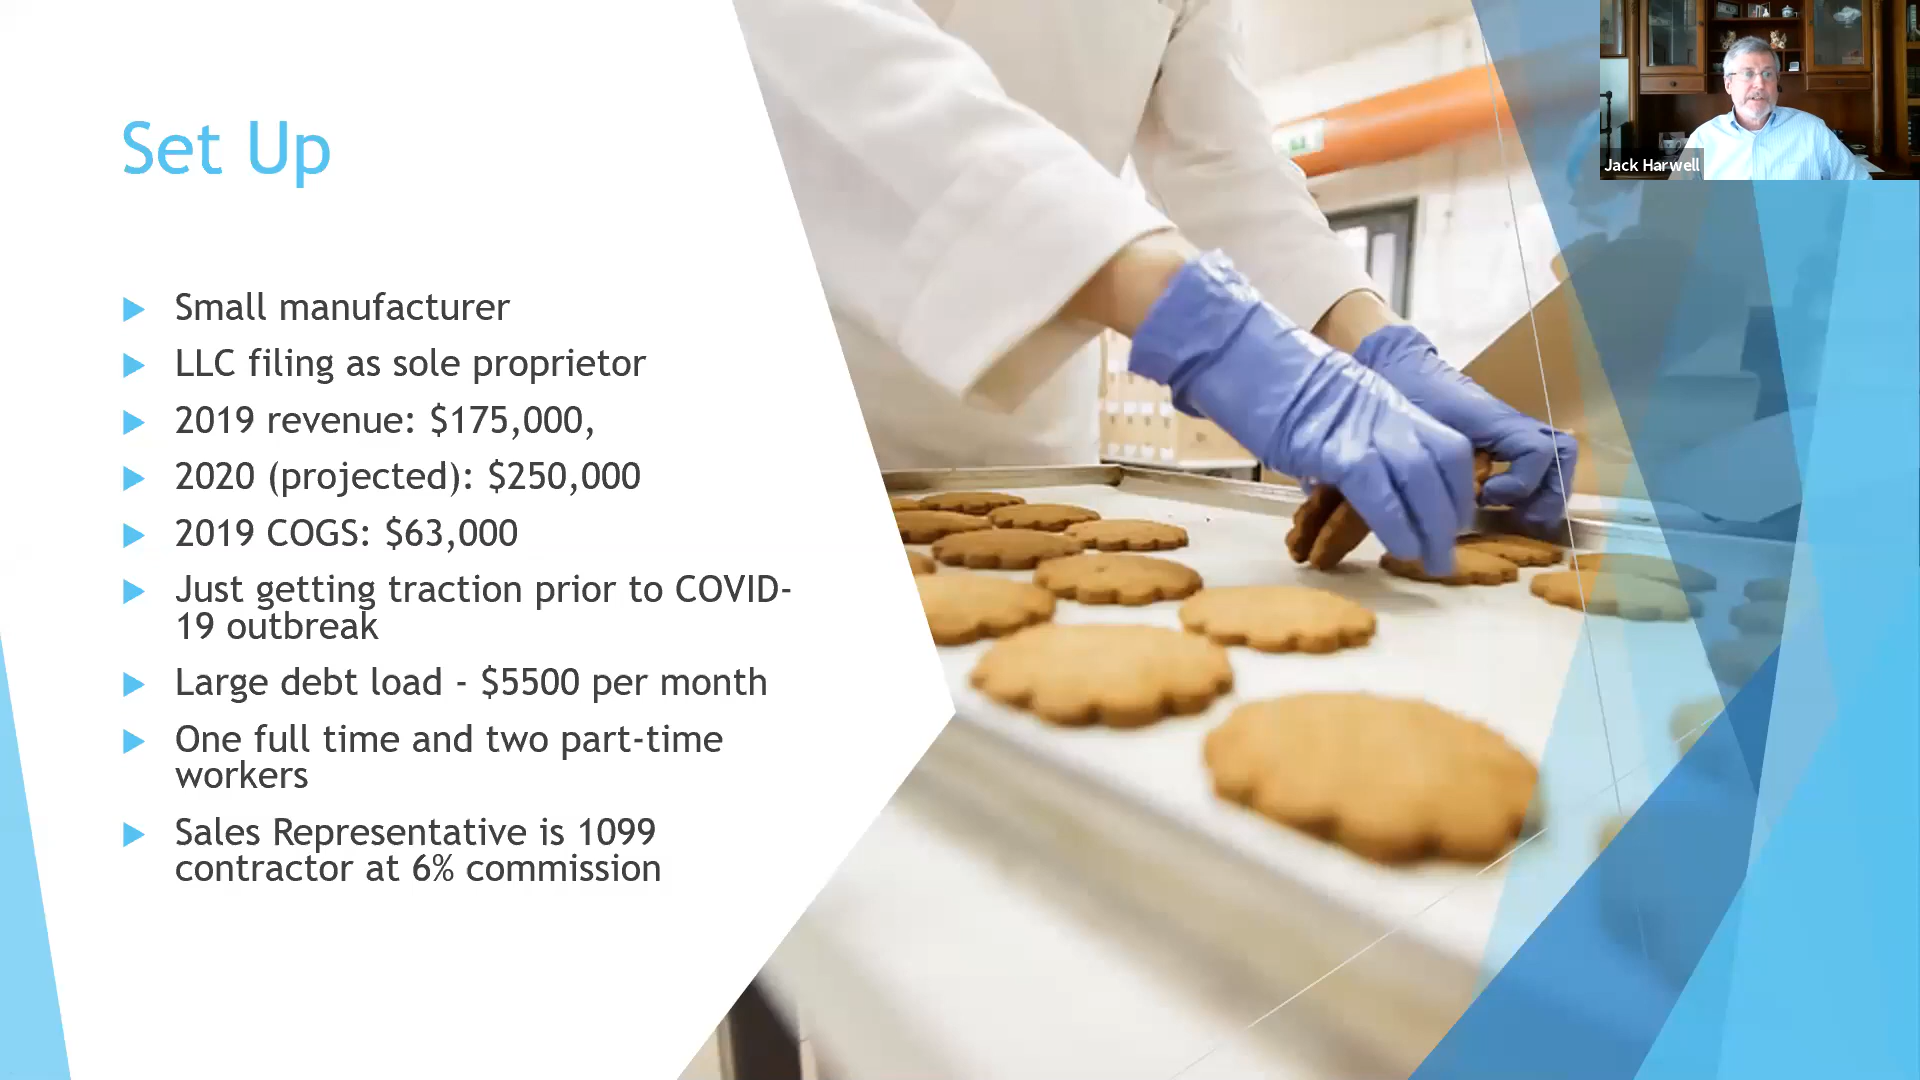 Set Up
Small manufacturer
LLC filing as sole proprietor
2019 revenue: $175,000,
2020 (projected): $250,000
2019 COGS: $63,000
Just getting traction prior to COVID-
19 outbreak
Large debt load - $5500 per month
One full time and two part-time
workers
Sales Representative is 1099
contractor at 6% commission
Jack Harwell